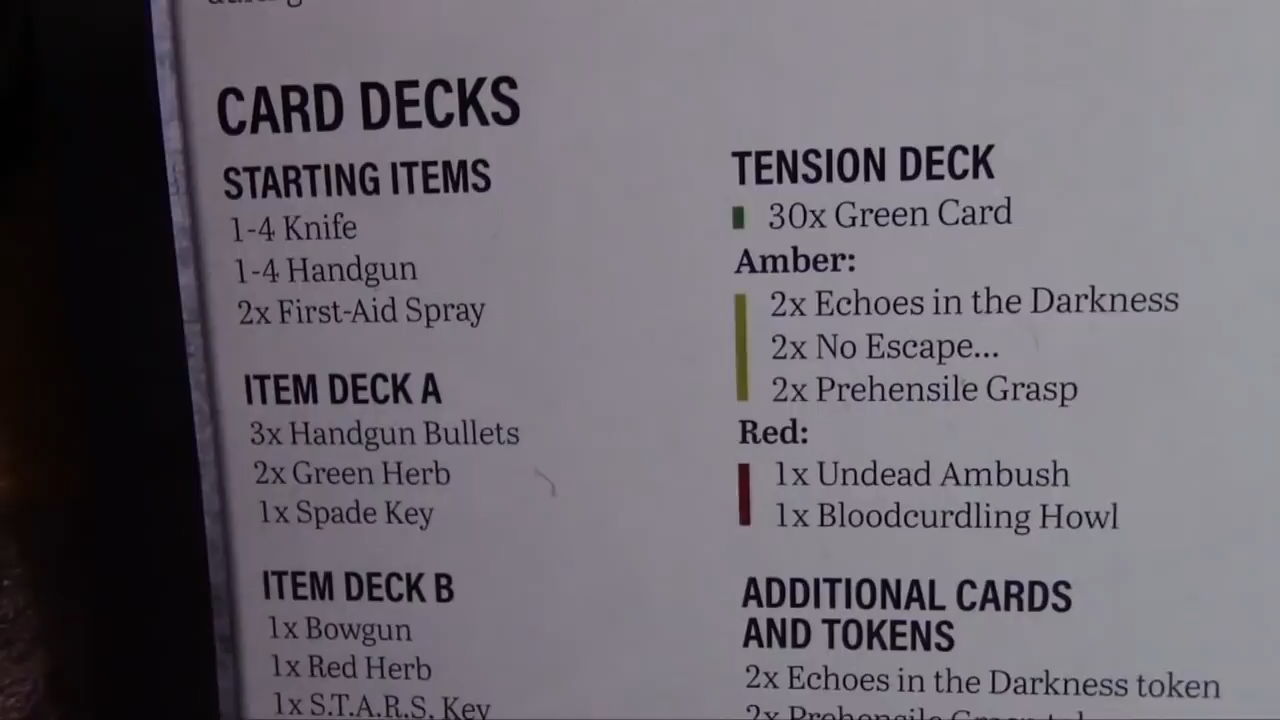 CARD DECKS
STARTING ITEMS
1-4 Knife
1-4 Handgun
2x First-Aid Spray
ITEM DECK A
3x Handgun Bullets
2x Green Herb
1x Spade Key
ITEM DECK B
1x Bowgun
1x Red Herb
1x S.T.A.R.S. Key
TENSION DECK
30x Green Card
Amber:
2x Echoes in the Darkness
2x No Escape...
2x Prehensile Grasp
Red:
1x Undead Ambush
1x Bloodcurdling Howl
ADDITIONAL CARDS
AND TOKENS
2x Echoes in the Darkness token
2x Prehensile